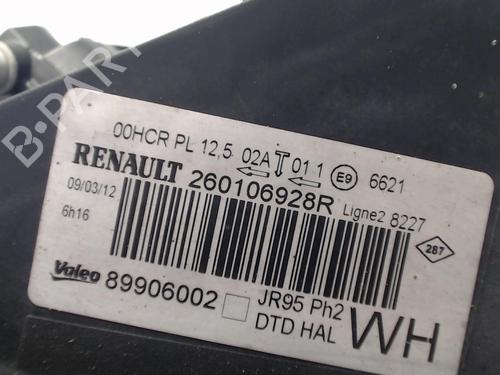 00HCR PL 12,5 02A 01.1 E9 6621
RENAULT 260106928R Ligne2 8227
09/03/12
6h16
287
Valeo 89906002 JR95 Ph2
DTD HAL WH
B-PART